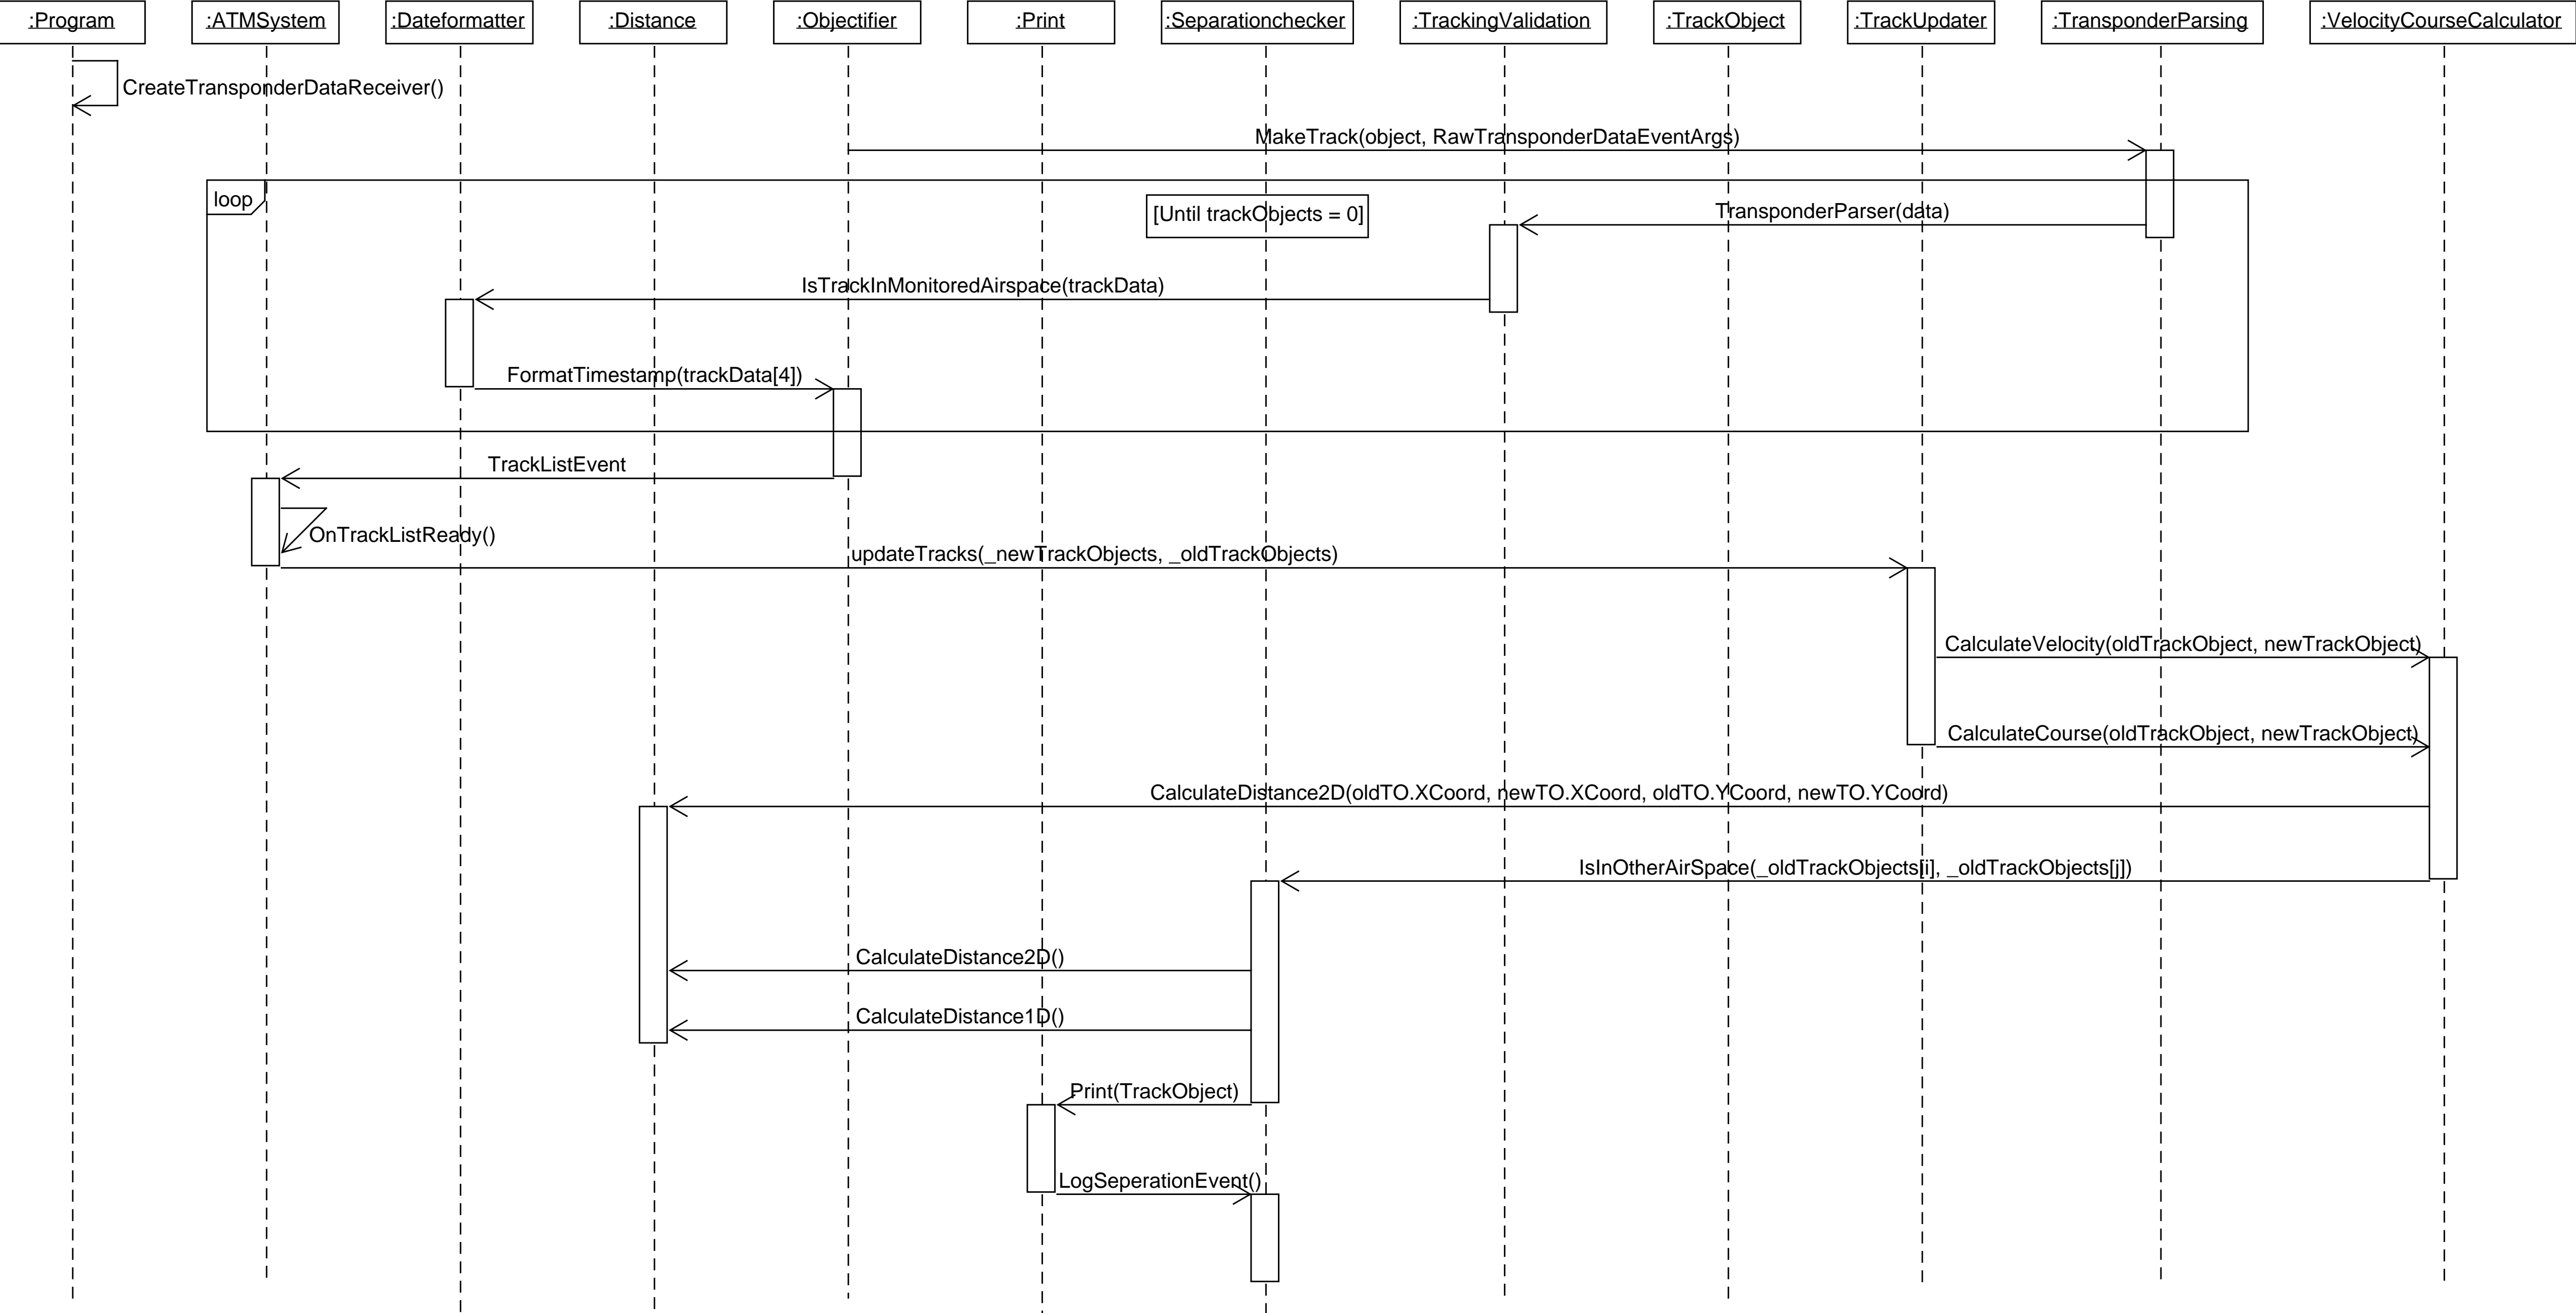 :Program
:ATMSystem
:Dateformatter
:Distance
:Objectifier
:Print
:Separationchecker
:TrackingValidation
:TrackObject
:TrackUpdater
:TransponderParsing
:VelocityCourseCalculator
CreateTransponderDataReceiver()
MakeTrack(object, RawTransponderDataEventArgs)
loop
[Until trackObjects = 0]
TransponderParser(data)
IsTrackInMonitoredAirspace(trackData)
FormatTimestamp(trackData[4])
TrackListEvent
OnTrackListReady()
updateTracks(_newTrackObjects, _oldTrackObjects)
CalculateVelocity(oldTrackObject, newTrackObject)
CalculateCourse(oldTrackObject, newTrackObject)
CalculateDistance2D(oldTO.XCoord, newTO.XCoord, oldTO.YCoord, newTO.YCoord)
IsInOtherAirSpace(_oldTrackObjects[i], _oldTrackObjects[j])
CalculateDistance2D()
CalculateDistance1D()
Print(TrackObject)
LogSeperationEvent()